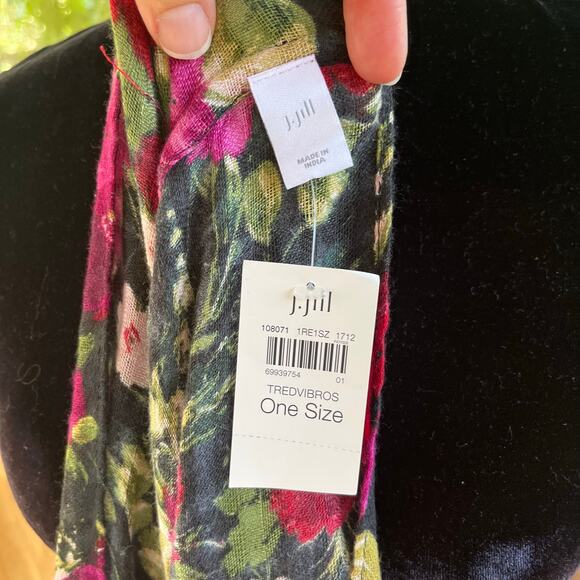 j.jill
MADE IN
INDIA
j.jill
108071 1RE1SZ 1712
69939754 01
TREDVIBROS
One Size